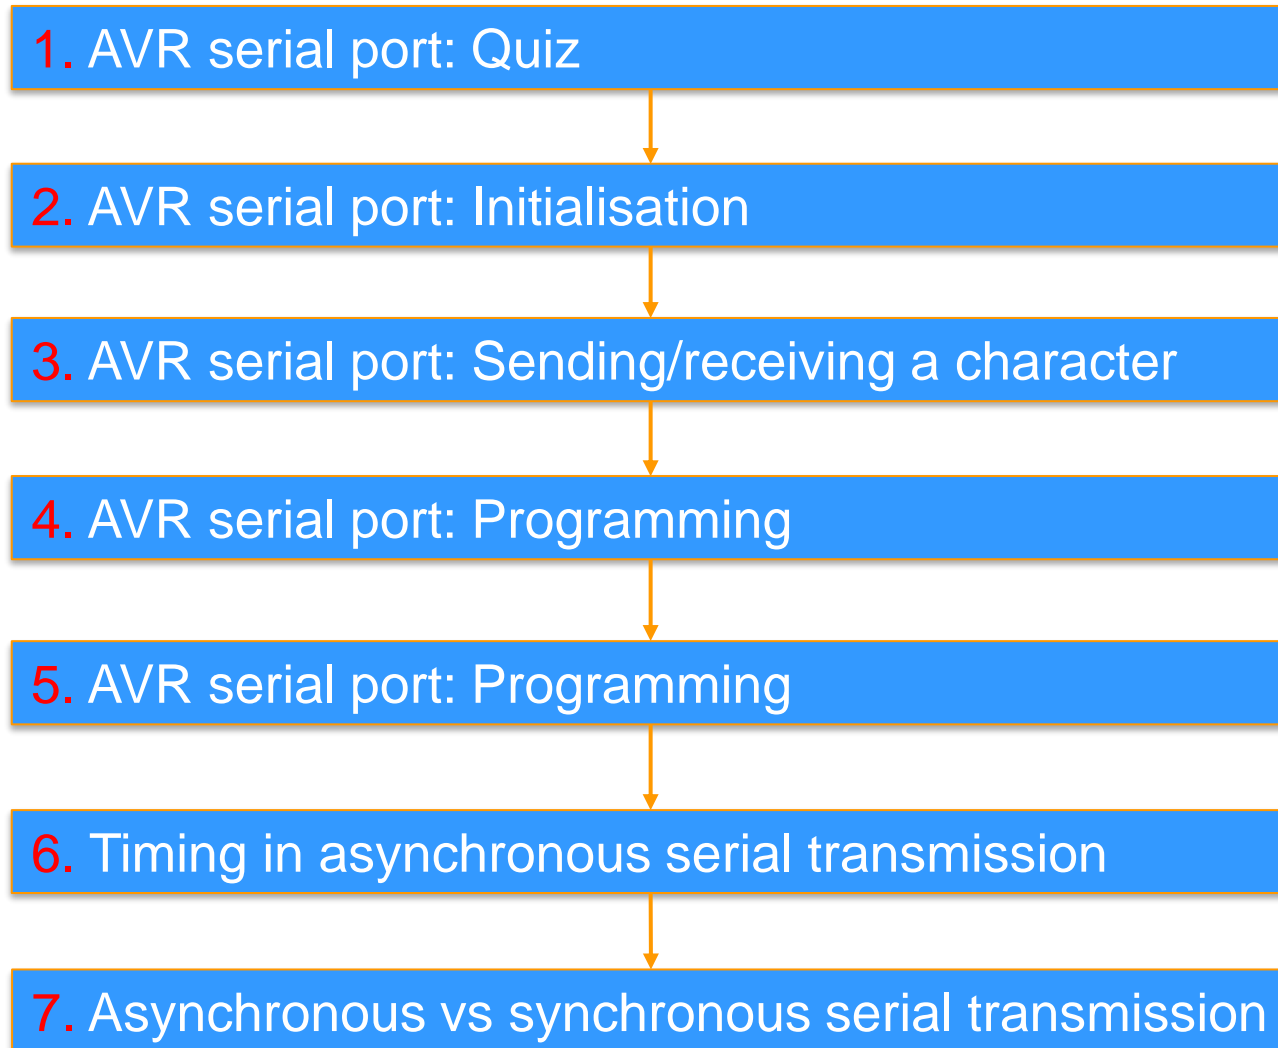 1. AVR serial port: Quiz
2. AVR serial port: Initialisation
3. AVR serial port: Sending/receiving a character
4. AVR serial port: Programming
5. AVR serial port: Programming
6. Timing in asynchronous serial transmission
7. Asynchronous vs synchronous serial transmission